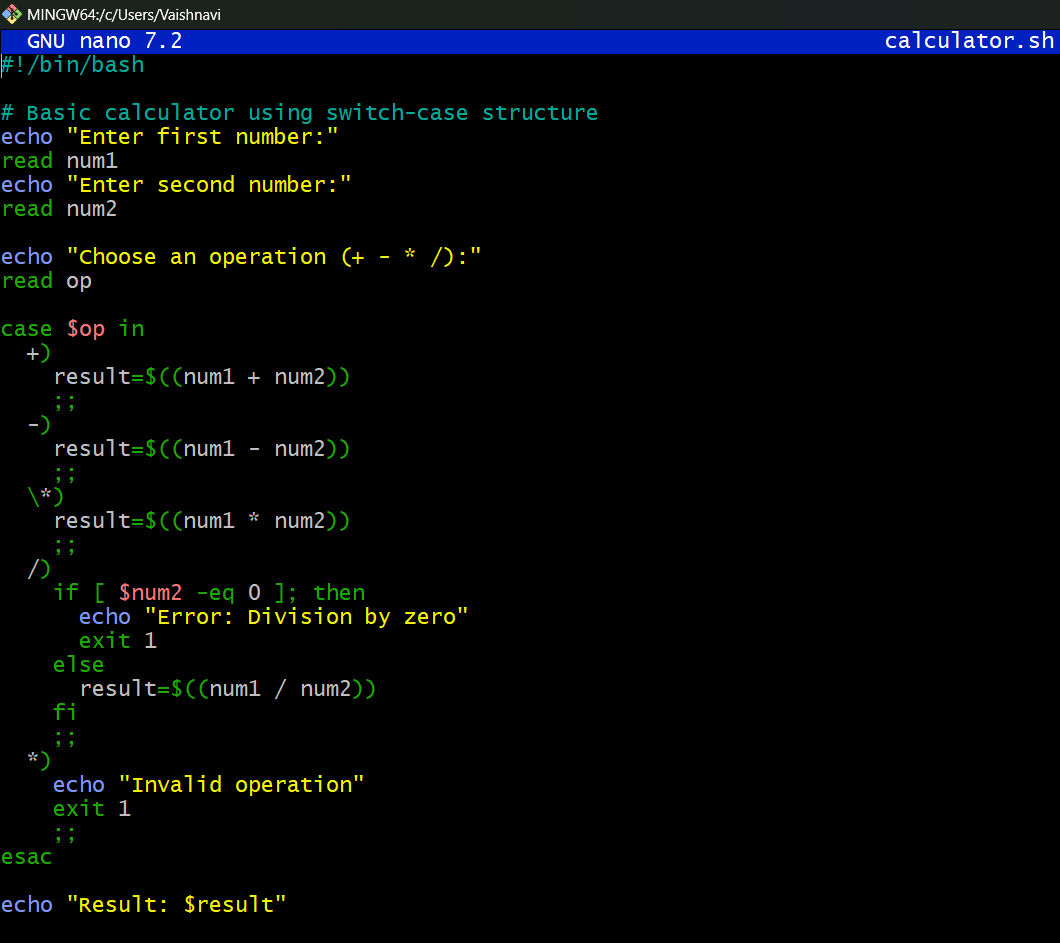 MINGW64:/c/Users/Vaishnavi
GNU nano 7.2 calculator.sh
#!/bin/bash

# Basic calculator using switch-case structure
echo "Enter first number:"
read num1
echo "Enter second number:"
read num2

echo "Choose an operation (+ - * /):"
read op

case $op in
  +)
    result=$((num1 + num2))
    ;;
  -)
    result=$((num1 - num2))
    ;;
  \*)
    result=$((num1 * num2))
    ;;
  /)
    if [ $num2 -eq 0 ]; then
      echo "Error: Division by zero"
      exit 1
    else
      result=$((num1 / num2))
    fi
    ;;
  *)
    echo "Invalid operation"
    exit 1
    ;;
esac

echo "Result: $result"